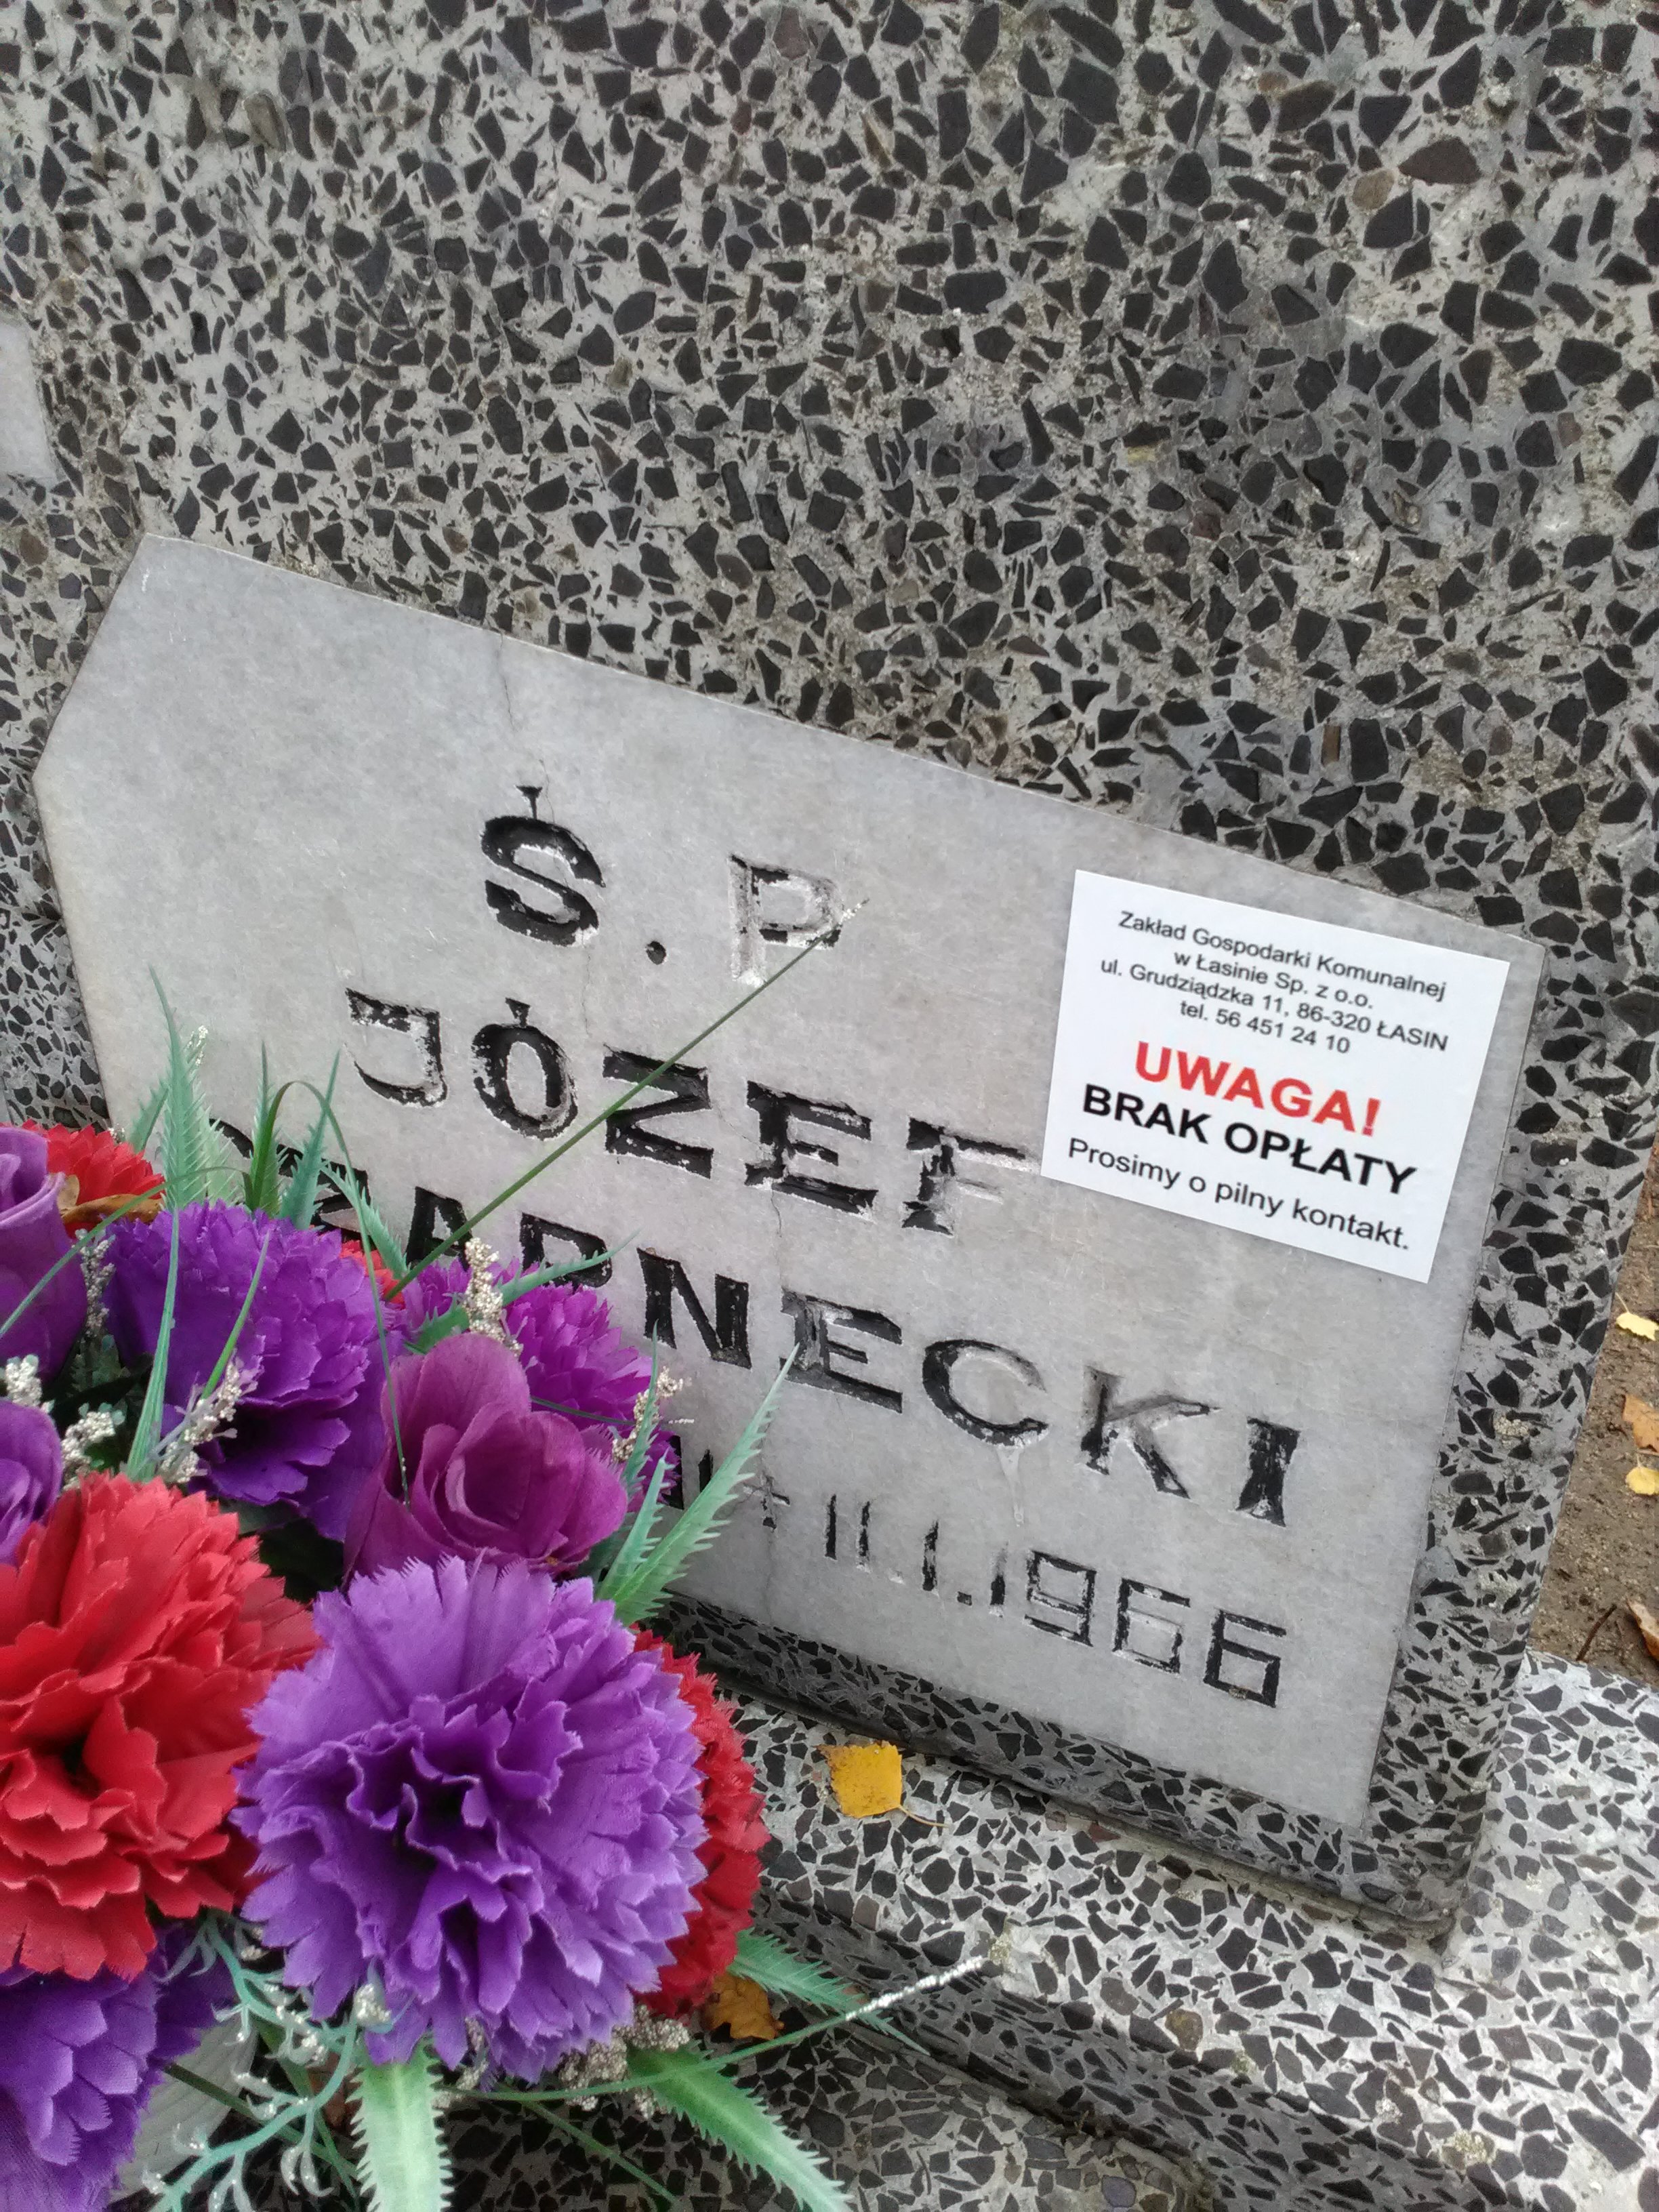 Ś. P
JÓZEF
CZARNECKI
† 11.1.1966
Zakład Gospodarki Komunalnej
w Łasinie Sp. z o.o.
ul. Grudziądzka 11, 86-320 ŁASIN
tel. 56 451 24 10
UWAGA!
BRAK OPŁATY
Prosimy o pilny kontakt.